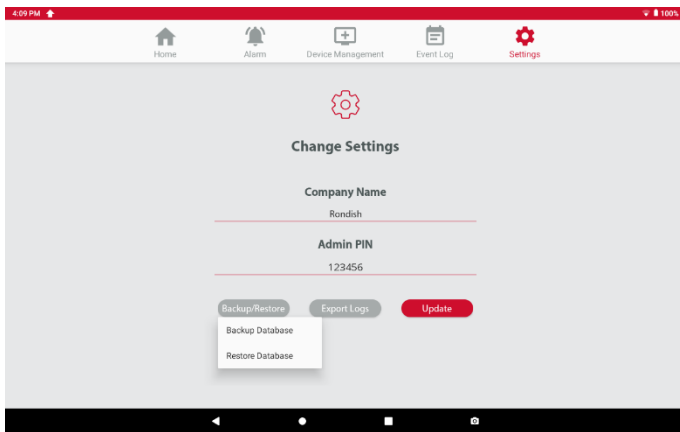 4:09 PM
100%
Home
Alarm
Device Management
Event Log
Settings
Change Settings
Company Name
Rondish
Admin PIN
123456
Backup/Restore
Export Logs
Update
Backup Database
Restore Database